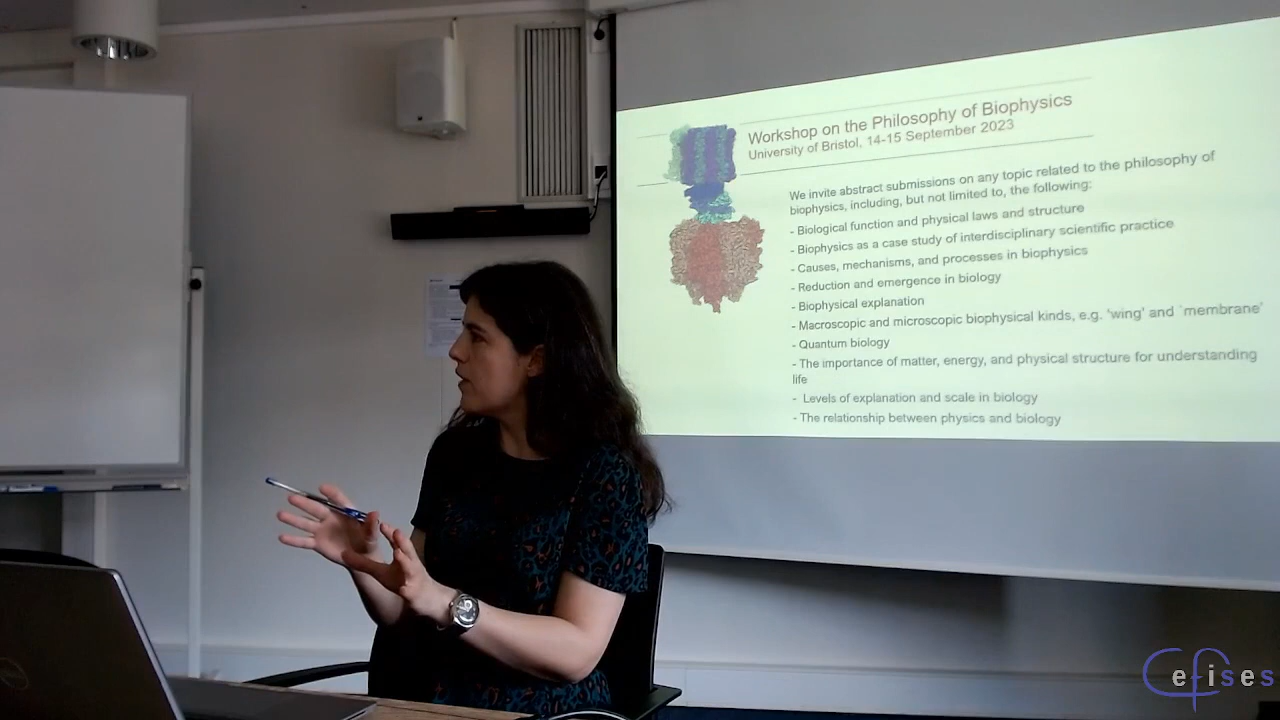 Workshop on the Philosophy of Biophysics
University of Bristol, 14-15 September 2023
We invite abstract submissions on any topic related to the philosophy of
biophysics, including, but not limited to, the following:
- Biological function and physical laws and structure
- Biophysics as a case study of interdisciplinary scientific practice
- Causes, mechanisms, and processes in biophysics
- Reduction and emergence in biology
- Biophysical explanation
- Macroscopic and microscopic biophysical kinds, e.g. 'wing' and `membrane'
- Quantum biology
- The importance of matter, energy, and physical structure for understanding
life
- Levels of explanation and scale in biology
- The relationship between physics and biology
Cefises